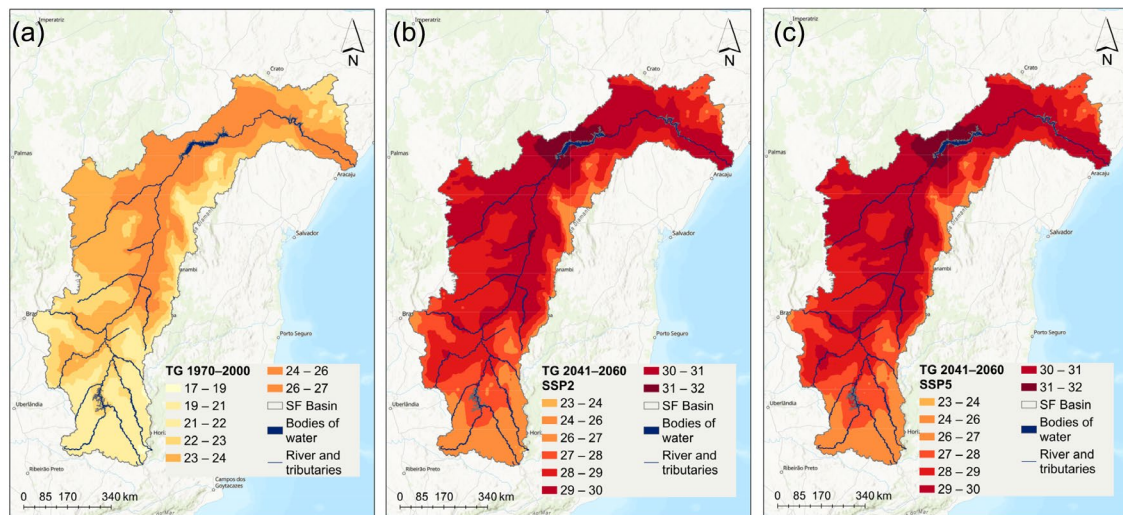 (a)
Imperatriz
N
Crato
Palmas
Aracaju
Salvador
Porto Seguro
Uberlândia
Ribeirão Preto
Campos dos
Goytacazes
TG 1970–2000
17 – 19
19 – 21
21 – 22
22 – 23
23 – 24
24 – 26
26 – 27
SF Basin
Bodies of
water
River and
tributaries
0 85 170 340 km
(b)
Imperatriz
N
Crato
Palmas
Aracaju
Salvador
Porto Seguro
Uberlândia
Ribeirão Preto
TG 2041–2060
SSP2
23 – 24
24 – 26
26 – 27
27 – 28
28 – 29
29 – 30
30 – 31
31 – 32
SF Basin
Bodies of
water
River and
tributaries
0 85 170 340 km
(c)
Imperatriz
N
Crato
Palmas
Aracaju
Salvador
Porto Seguro
Uberlândia
Ribeirão Preto
TG 2041–2060
SSP5
23 – 24
24 – 26
26 – 27
27 – 28
28 – 29
29 – 30
30 – 31
31 – 32
SF Basin
Bodies of
water
River and
tributaries
0 85 170 340 km